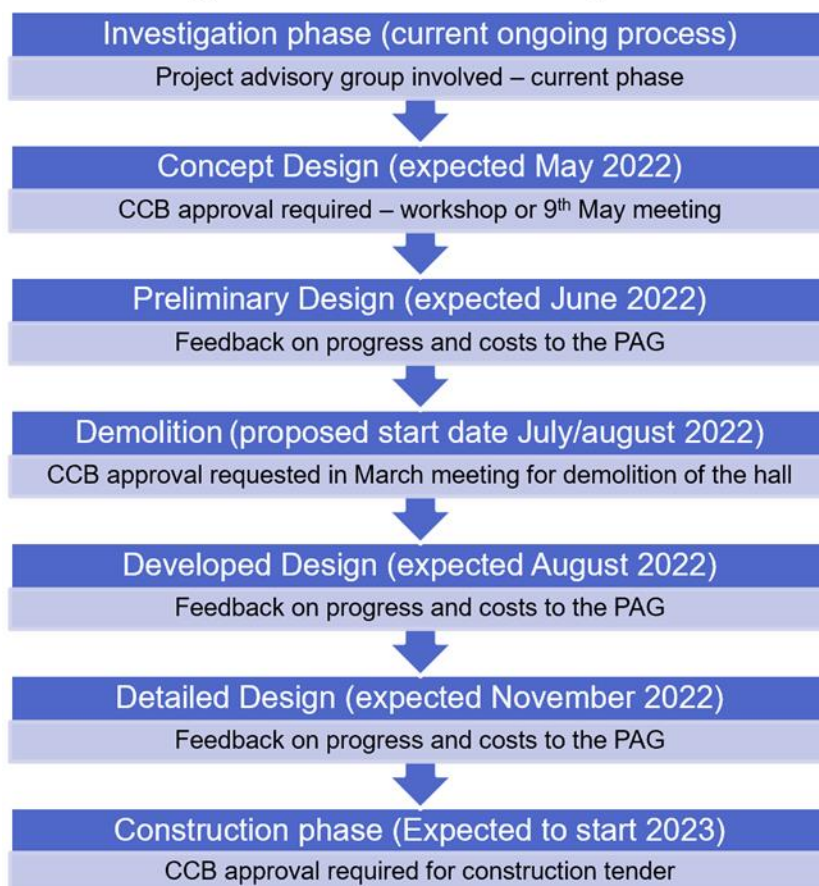 Investigation phase (current ongoing process)
Project advisory group involved – current phase
Concept Design (expected May 2022)
CCB approval required – workshop or 9th May meeting
Preliminary Design (expected June 2022)
Feedback on progress and costs to the PAG
Demolition (proposed start date July/august 2022)
CCB approval requested in March meeting for demolition of the hall
Developed Design (expected August 2022)
Feedback on progress and costs to the PAG
Detailed Design (expected November 2022)
Feedback on progress and costs to the PAG
Construction phase (Expected to start 2023)
CCB approval required for construction tender